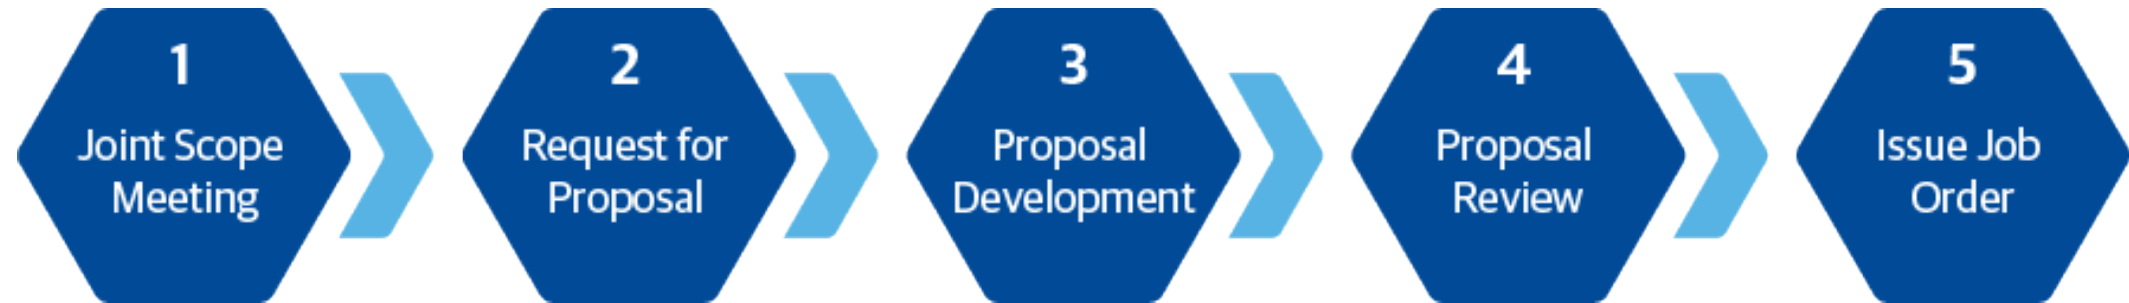 1
Joint Scope
Meeting
2
Request for
Proposal
3
Proposal
Development
4
Proposal
Review
5
Issue Job
Order